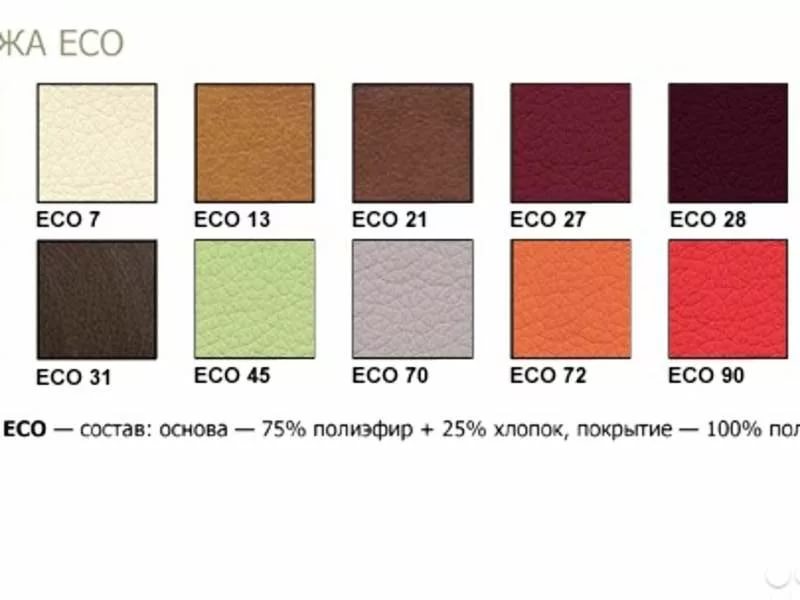 ЖА ECO
ECO 7 ECO 13 ECO 21 ECO 27 ECO 28
ECO 31 ECO 45 ECO 70 ECO 72 ECO 90
ECO — состав: основа — 75% полиэфир + 25% хлопок, покрытие — 100% пол